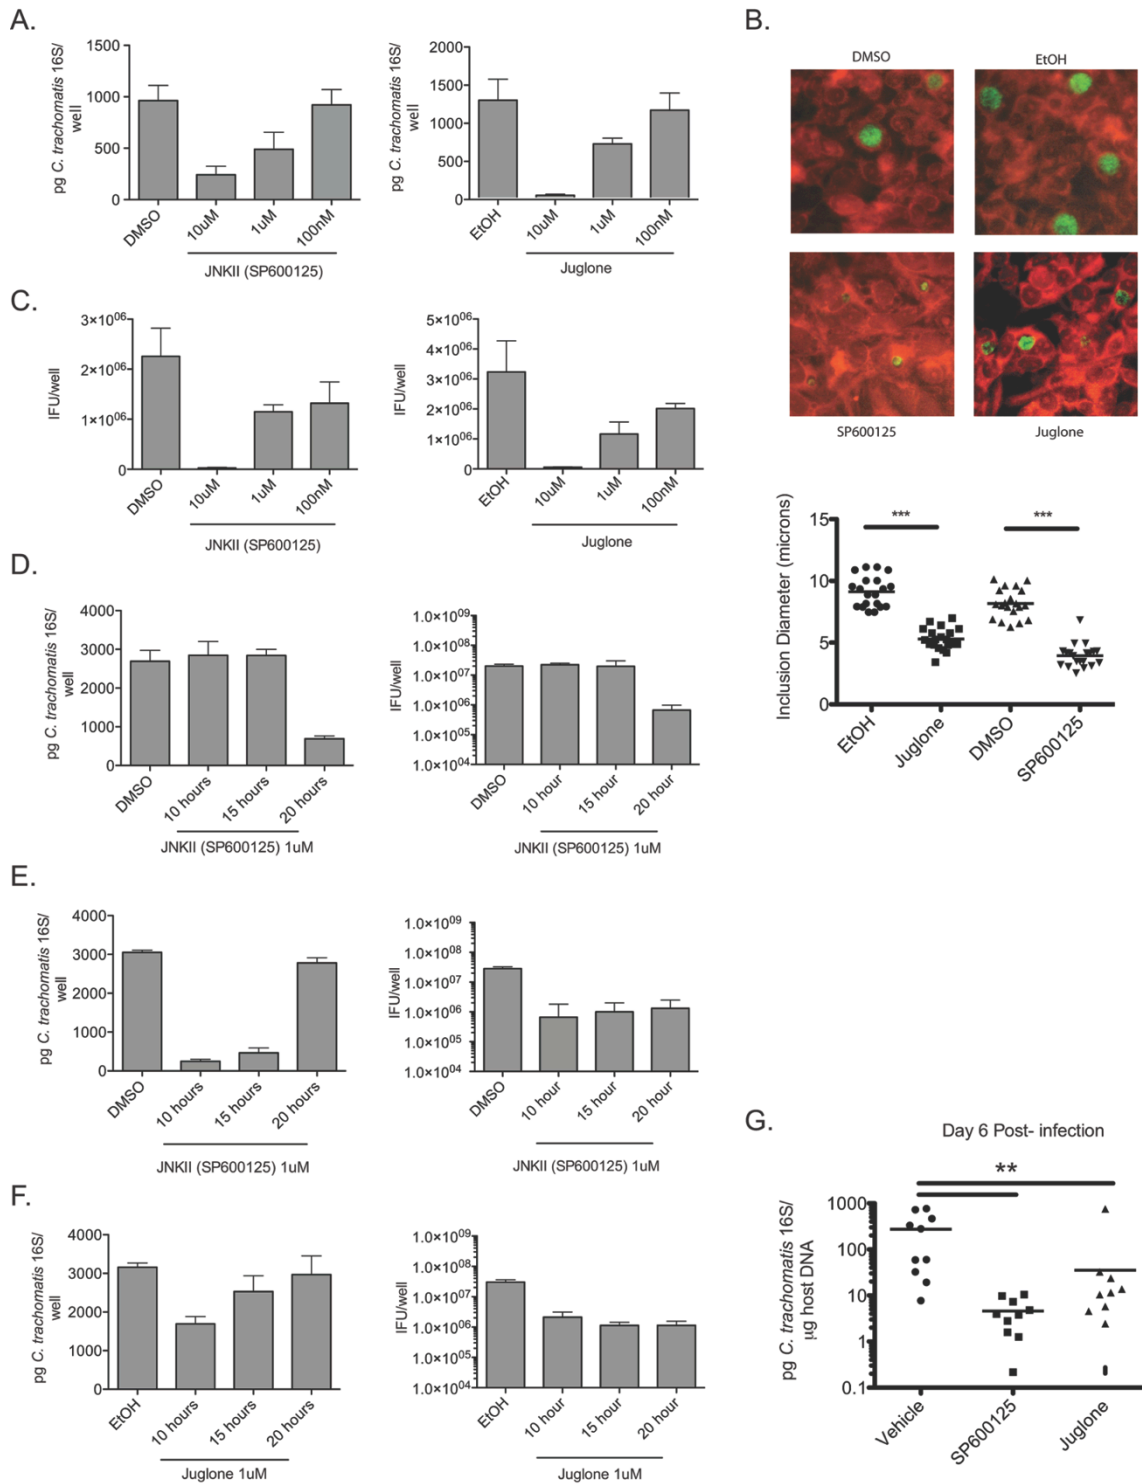 A.
pg C. trachomatis 16S/
well
1500
1000
500
0
DMSO
10uM
1uM
100nM
JNKII (SP600125)
pg C. trachomatis 16S/
well
2000
1500
1000
500
0
EtOH
10uM
1uM
100nM
Juglone
B.
DMSO
EtOH
SP600125
Juglone
Inclusion Diameter (microns)
15
10
5
0
***
***
EtOH
Juglone
DMSO
SP600125
C.
IFU/well
3×10⁰⁶
2×10⁰⁶
1×10⁰⁶
0
DMSO
10uM
1uM
100nM
JNKII (SP600125)
IFU/well
5×10⁰⁶
4×10⁰⁶
3×10⁰⁶
2×10⁰⁶
1×10⁰⁶
0
EtOH
10uM
1uM
100nM
Juglone
D.
pg C. trachomatis 16S/
well
4000
3000
2000
1000
0
DMSO
10 hours
15 hours
20 hours
JNKII (SP600125) 1uM
IFU/well
1.0×10⁰⁹
1.0×10⁰⁸
1.0×10⁰⁷
1.0×10⁰⁶
1.0×10⁰⁵
1.0×10⁰⁴
DMSO
10 hour
15 hour
20 hour
JNKII (SP600125) 1uM
E.
pg C. trachomatis 16S/
well
4000
3000
2000
1000
0
DMSO
10 hours
15 hours
20 hours
JNKII (SP600125) 1uM
IFU/well
1.0×10⁰⁹
1.0×10⁰⁸
1.0×10⁰⁷
1.0×10⁰⁶
1.0×10⁰⁵
1.0×10⁰⁴
DMSO
10 hour
15 hour
20 hour
JNKII (SP600125) 1uM
F.
pg C. trachomatis 16S/
well
4000
3000
2000
1000
0
EtOH
10 hours
15 hours
20 hours
Juglone 1uM
IFU/well
1.0×10⁰⁹
1.0×10⁰⁸
1.0×10⁰⁷
1.0×10⁰⁶
1.0×10⁰⁵
1.0×10⁰⁴
EtOH
10 hour
15 hour
20 hour
Juglone 1uM
G.
Day 6 Post- infection
**
pg C. trachomatis 16S/
µg host DNA
1000
100
10
1
0.1
Vehicle
SP600125
Juglone